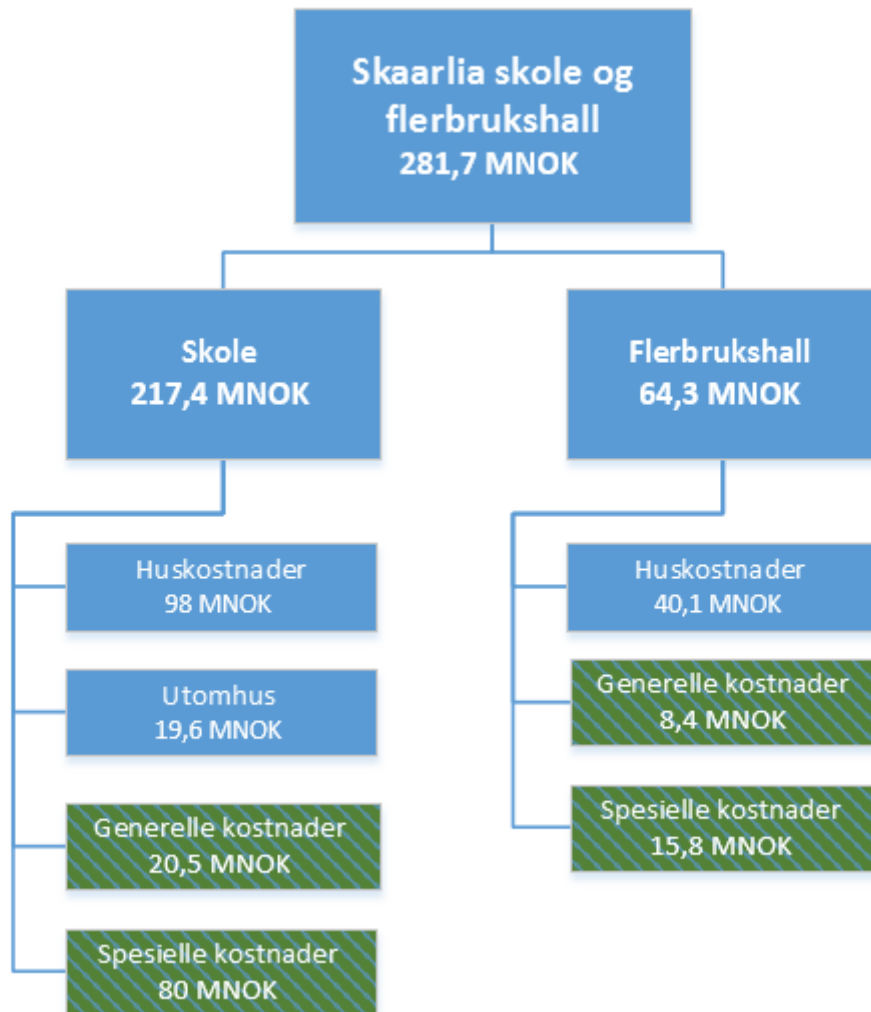 Skaarlia skole og
flerbrukshall
281,7 MNOK
Skole
217,4 MNOK
Flerbrukshall
64,3 MNOK
Huskostnader
98 MNOK
Utomhus
19,6 MNOK
Generelle kostnader
20,5 MNOK
Spesielle kostnader
80 MNOK
Huskostnader
40,1 MNOK
Generelle kostnader
8,4 MNOK
Spesielle kostnader
15,8 MNOK